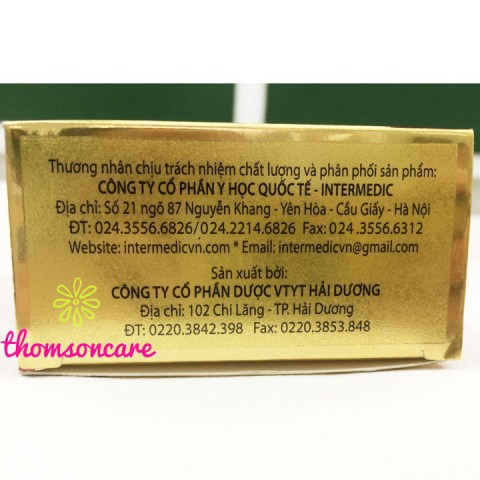 Thương nhân chịu trách nhiệm chất lượng và phân phối sản phẩm:
CÔNG TY CỔ PHẦN Y HỌC QUỐC TẾ - INTERMEDIC
Địa chỉ: Số 21 ngõ 87 Nguyễn Khang - Yên Hòa - Cầu Giấy - Hà Nội
ĐT: 024.3556.6826/ 024.2214.6826 Fax: 024.3556.6312
Website: intermedicvn.com * Email: intermedicvn@gmail.com
Sản xuất bởi:
CÔNG TY CỔ PHẦN DƯỢC VTYT HẢI DƯƠNG
Địa chỉ: 102 Chi Lăng - TP. Hải Dương
ĐT: 0220.3842.398 Fax: 0220.3853.848
thomsoncare